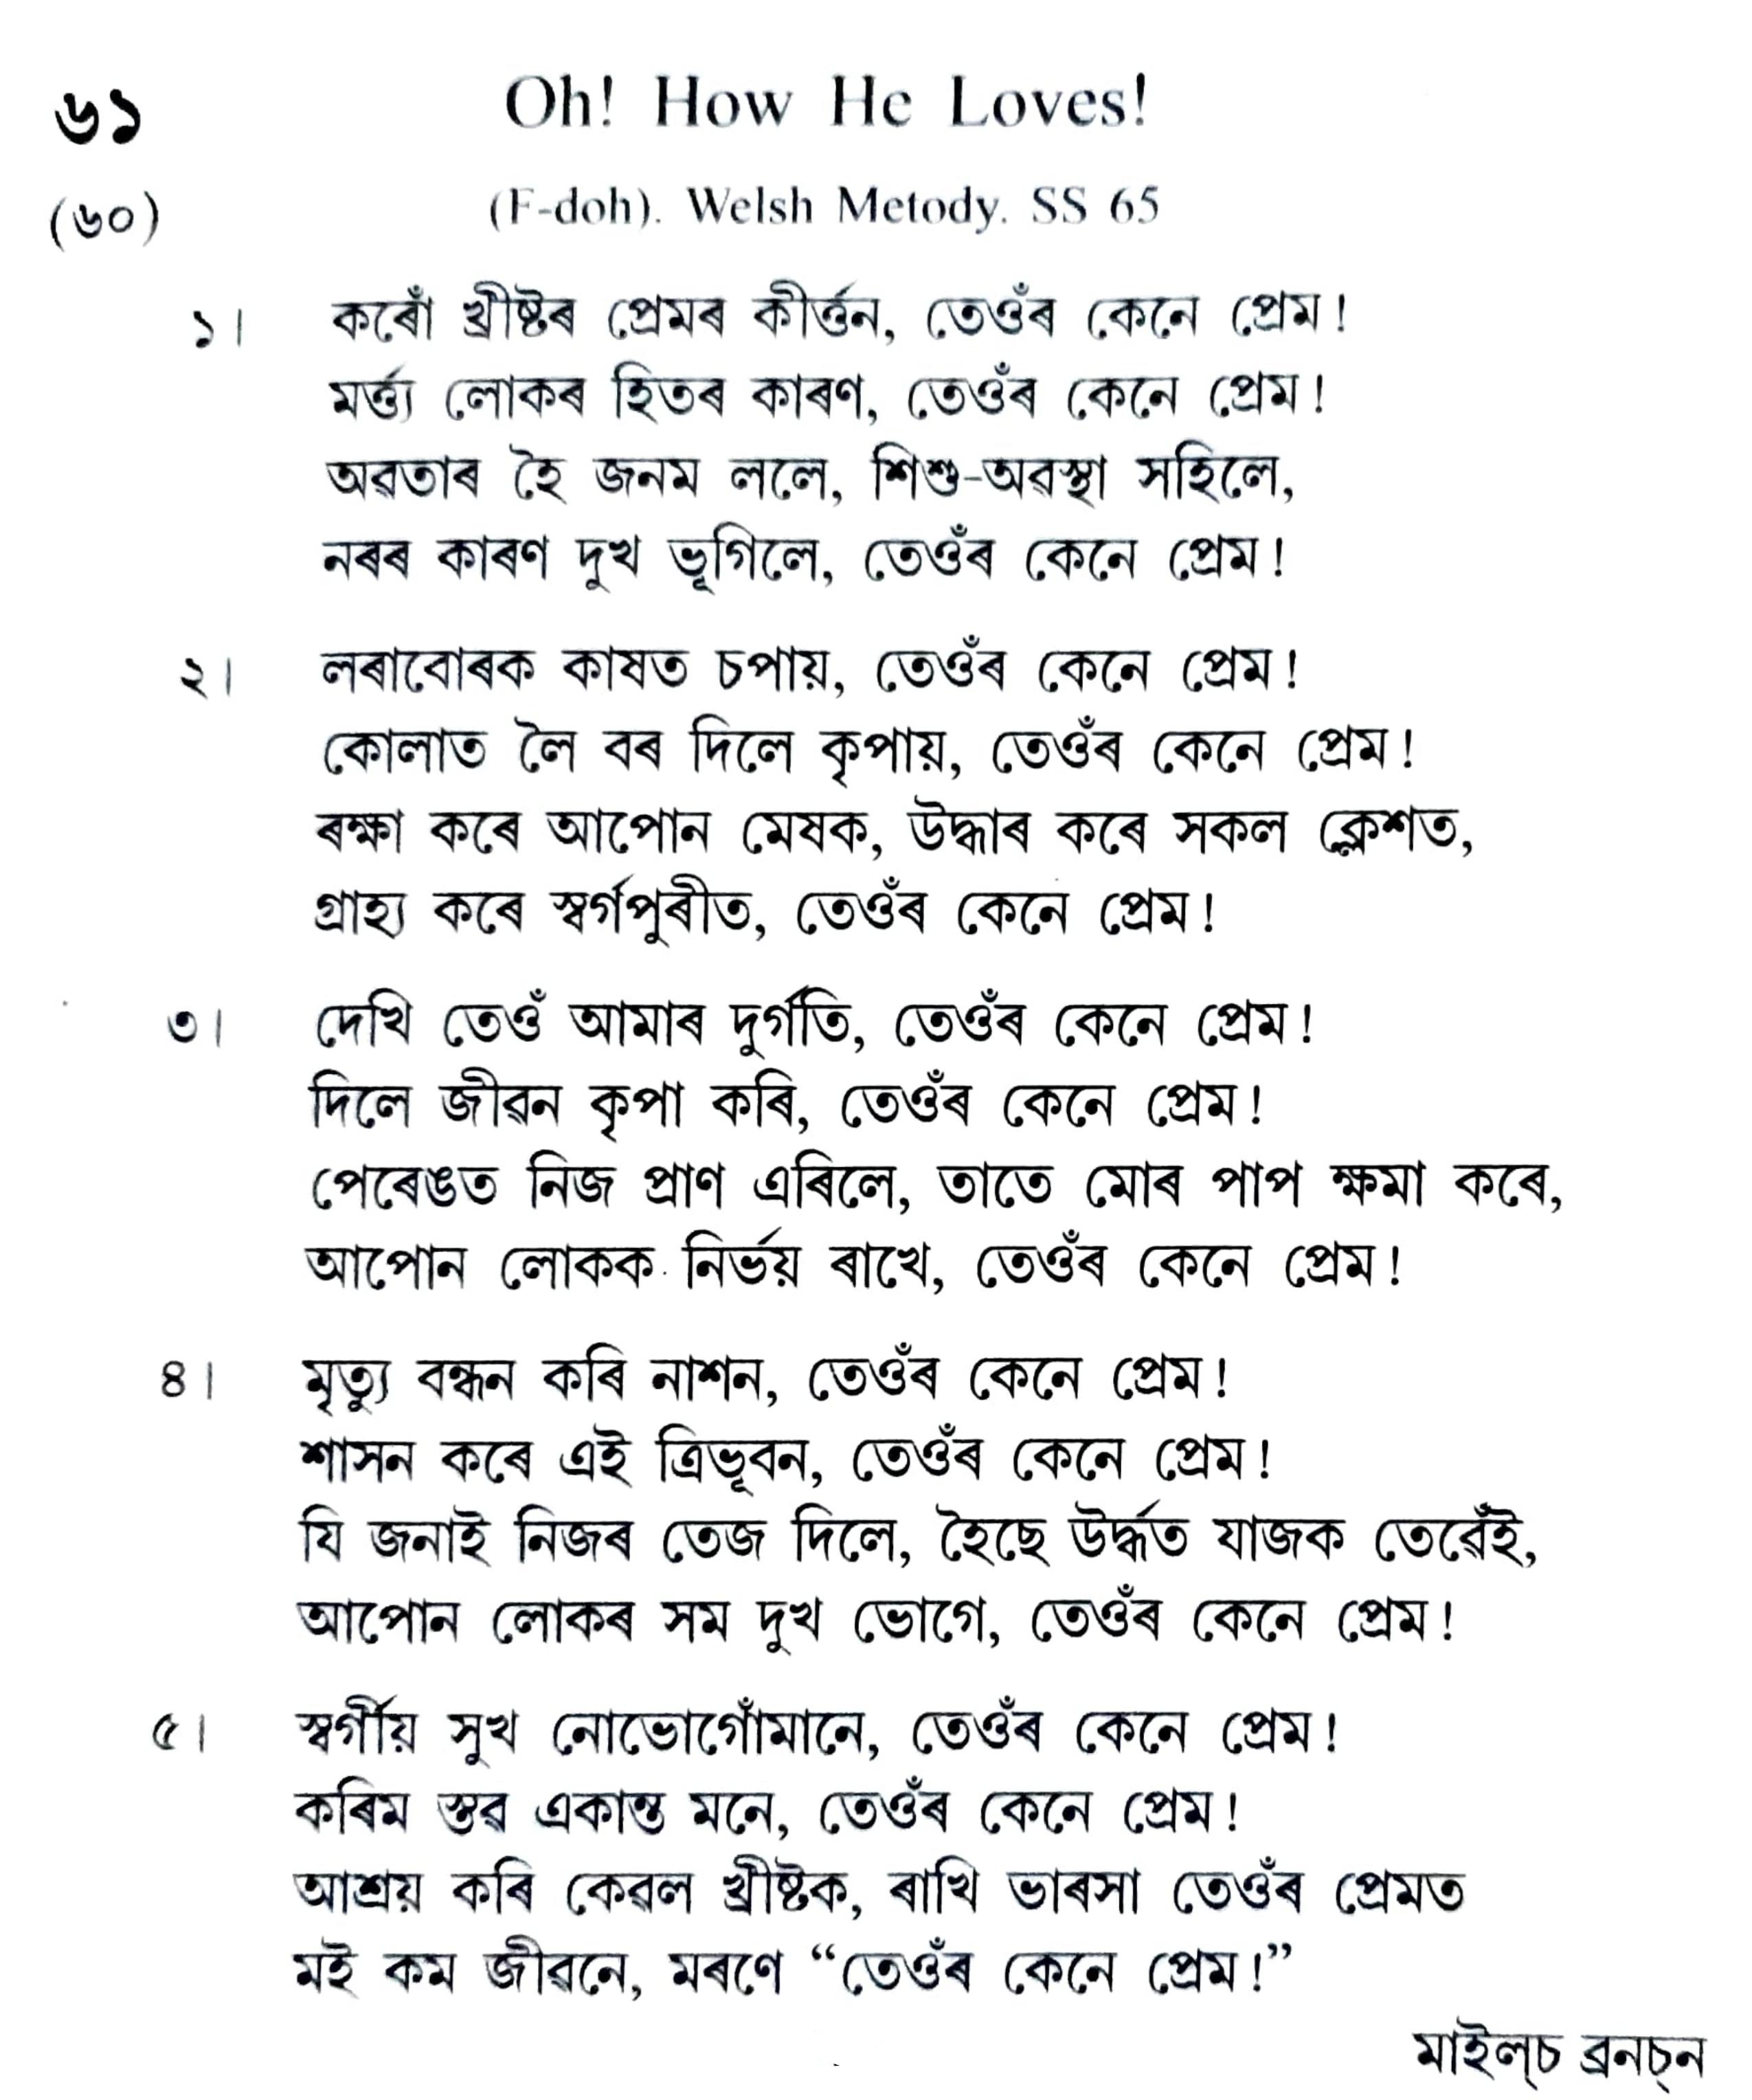 ৬১ Oh! How He Loves!
(৬০) (F-doh). Welsh Metody. SS 65
১। কৰোঁ খ্ৰীষ্টৰ প্ৰেমৰ কীৰ্ত্তন, তেওঁৰ কেনে প্ৰেম!
মৰ্ত্ত্য লোকৰ হিতৰ কাৰণ, তেওঁৰ কেনে প্ৰেম!
অৱতাৰ হৈ জনম ললে, শিশু-অৱস্থা সহিলে,
নৰৰ কাৰণ দুখ ভূগিলে, তেওঁৰ কেনে প্ৰেম!
২। লৰাবোৰক কাষত চপায়, তেওঁৰ কেনে প্ৰেম!
কোলাত লৈ বৰ দিলে কৃপায়, তেওঁৰ কেনে প্ৰেম!
ৰক্ষা কৰে আপোন মেষক, উদ্ধাৰ কৰে সকল ক্লেশত,
গ্ৰাহ্য কৰে স্বৰ্গপুৰীত, তেওঁৰ কেনে প্ৰেম!
৩। দেখি তেওঁ আমাৰ দুৰ্গতি, তেওঁৰ কেনে প্ৰেম!
দিলে জীৱন কৃপা কৰি, তেওঁৰ কেনে প্ৰেম!
পেৰেঙত নিজ প্ৰাণ এৰিলে, তাতে মোৰ পাপ ক্ষমা কৰে,
আপোন লোকক নিৰ্ভয় ৰাখে, তেওঁৰ কেনে প্ৰেম!
৪। মৃত্যু বন্ধন কৰি নাশন, তেওঁৰ কেনে প্ৰেম!
শাসন কৰে এই ত্ৰিভূবন, তেওঁৰ কেনে প্ৰেম!
যি জনাই নিজৰ তেজ দিলে, হৈছে উৰ্দ্ধত যাজক তেৱেঁই,
আপোন লোকৰ সম দুখ ভোগে, তেওঁৰ কেনে প্ৰেম!
৫। স্বৰ্গীয় সুখ নোভোগোঁমানে, তেওঁৰ কেনে প্ৰেম!
কৰিম স্তৱ একান্ত মনে, তেওঁৰ কেনে প্ৰেম!
আশ্ৰয় কৰি কেৱল খ্ৰীষ্টক, ৰাখি ভাৰসা তেওঁৰ প্ৰেমত
মই কম জীৱনে, মৰণে “তেওঁৰ কেনে প্ৰেম!”
মাইল্‌চ ব্ৰনচ্‌ন